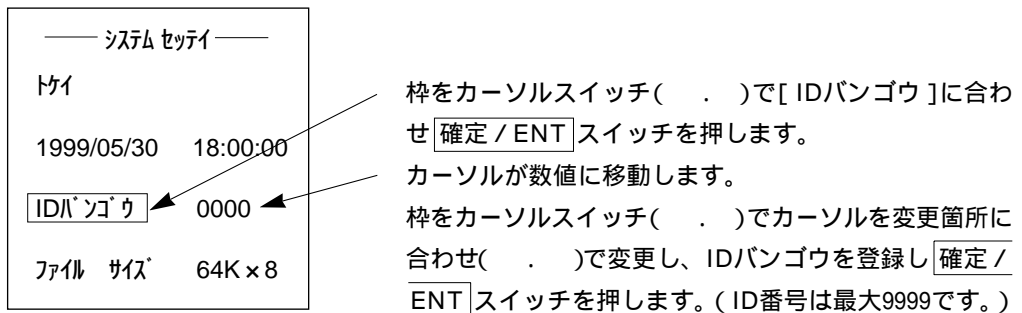 ─── ｼｽﾃﾑ ｾｯﾃｲ ───
ﾄｹｲ
1999/05/30 18:00:00
IDﾊﾞﾝｺﾞｳ 0000
ﾌｧｲﾙ ｻｲｽﾞ 64K×8
枠をカーソルスイッチ( . )で[ IDバンゴウ ]に合わ
せ 確定 / ENT スイッチを押します。
カーソルが数値に移動します。
枠をカーソルスイッチ( . )でカーソルを変更箇所に
合わせ( . )で変更し、IDバンゴウを登録し 確定 /
ENT スイッチを押します。( ID番号は最大9999です。)